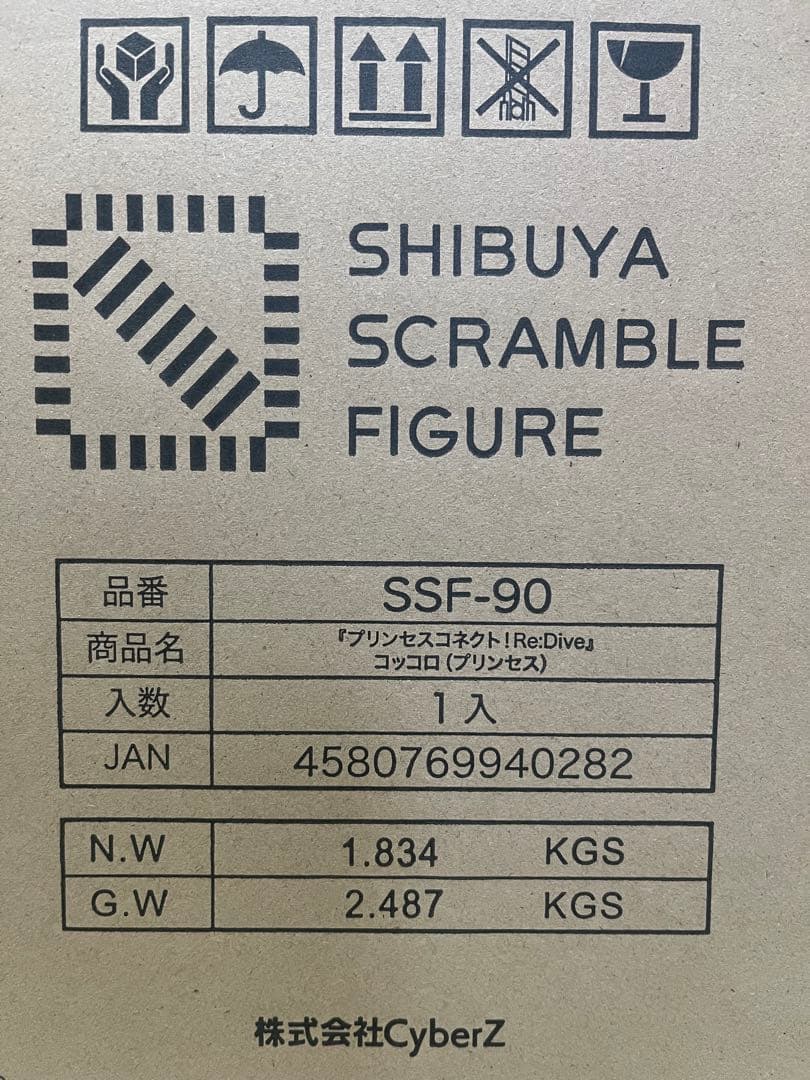 SHIBUYA
SCRAMBLE
FIGURE
品番 SSF-90
商品名 『プリンセスコネクト！Re:Dive』
コッコロ（プリンセス）
入数 1入
JAN 4580769940282
N.W 1.834 KGS
G.W 2.487 KGS
株式会社CyberZ